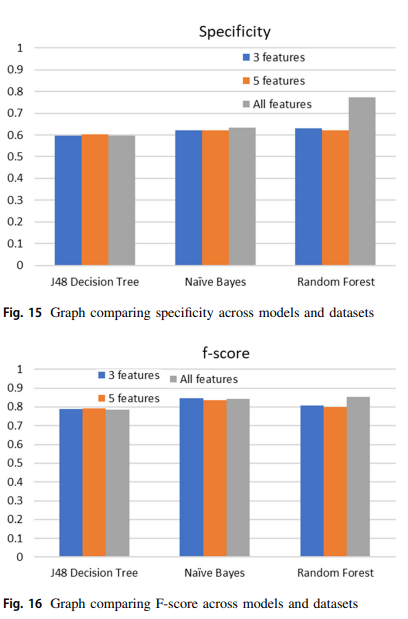 Specificity
3 features
5 features
All features
1
0.9
0.8
0.7
0.6
0.5
0.4
0.3
0.2
0.1
0
J48 Decision Tree Naïve Bayes Random Forest
Fig. 15 Graph comparing specificity across models and datasets
f-score
3 features All features
5 features
1
0.9
0.8
0.7
0.6
0.5
0.4
0.3
0.2
0.1
0
J48 Decision Tree Naïve Bayes Random Forest
Fig. 16 Graph comparing F-score across models and datasets